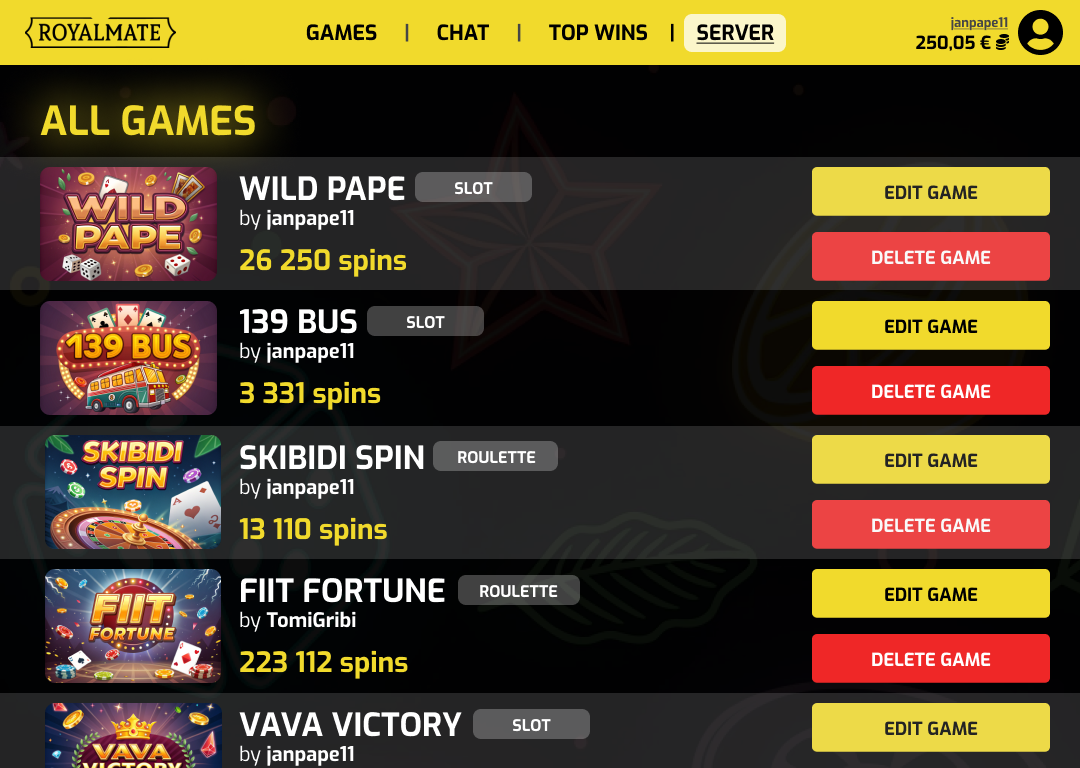 ROYALMATE
GAMES | CHAT | TOP WINS | SERVER
janpape11
250,05 €
ALL GAMES
WILD PAPE
WILD PAPE SLOT
by janpape11
26 250 spins
EDIT GAME
DELETE GAME
139 BUS
139 BUS SLOT
by janpape11
3 331 spins
EDIT GAME
DELETE GAME
SKIBIDI
SPIN
SKIBIDI SPIN ROULETTE
by janpape11
13 110 spins
EDIT GAME
DELETE GAME
FIIT
FORTUNE
FIIT FORTUNE ROULETTE
by TomiGribi
223 112 spins
EDIT GAME
DELETE GAME
VAVA
VICTORY
VAVA VICTORY SLOT
by janpape11
EDIT GAME